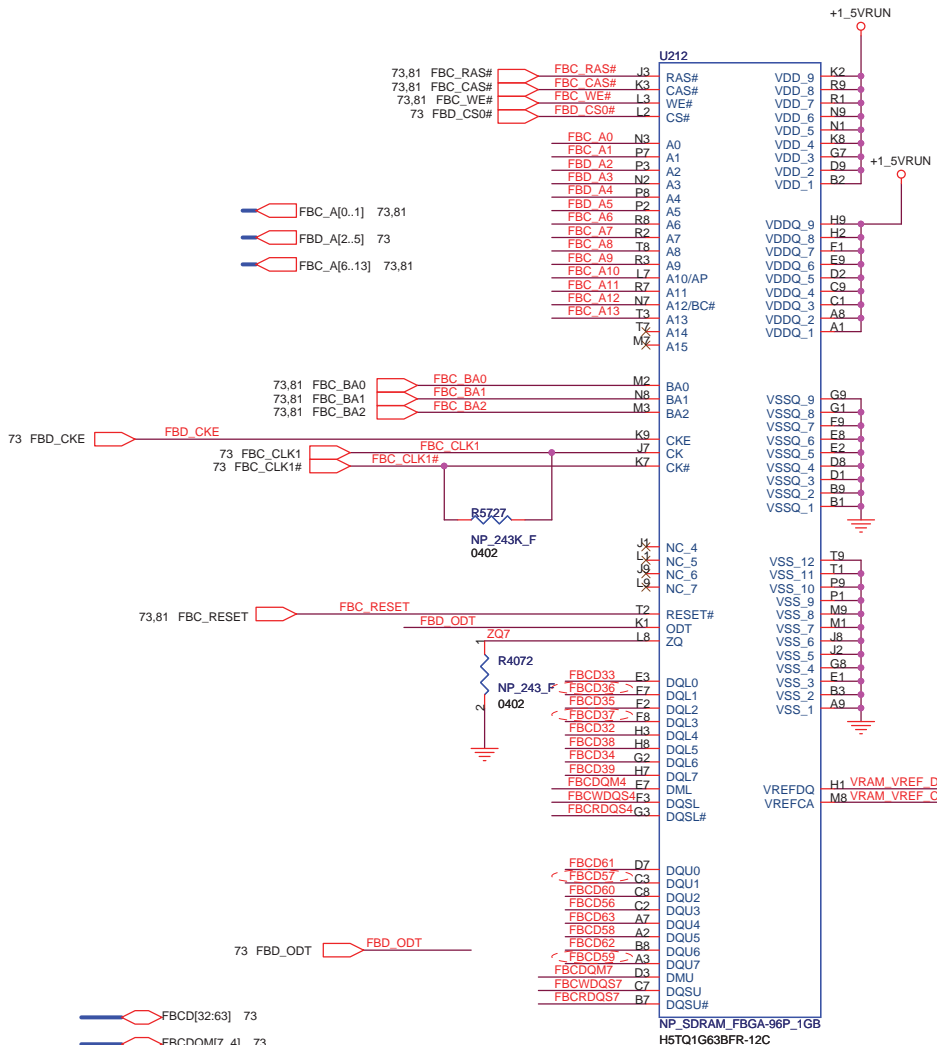 +1_5VRUN
U212
73,81 FBC_RAS# FBC_RAS# J3 RAS# VDD_9 K2
73,81 FBC_CAS# FBC_CAS# K3 CAS# VDD_8 R9
73,81 FBC_WE# FBC_WE# L3 WE# VDD_7 R1
73 FBD_CS0# FBD_CS0# L2 CS# VDD_6 N9
VDD_5 N1
FBC_A0 N3 A0 VDD_4 K8
FBC_A1 P7 A1 VDD_3 G7
FBD_A2 P3 A2 VDD_2 D9
FBD_A3 N2 A3 VDD_1 B2
+1_5VRUN
FBD_A4 P8 A4
FBD_A5 P2 A5
FBC_A[0..1] 73,81
FBC_A6 R8 A6 VDDQ_9 H9
FBC_A7 R2 A7 VDDQ_8 H2
FBD_A[2..5] 73
FBC_A8 T8 A8 VDDQ_7 F1
FBC_A9 R3 A9 VDDQ_6 E9
FBC_A[6..13] 73,81
FBC_A10 L7 A10/AP VDDQ_5 D2
FBC_A11 R7 A11 VDDQ_4 C9
FBC_A12 N7 A12/BC# VDDQ_3 C1
FBC_A13 T3 A13 VDDQ_2 A8
T7 A14 VDDQ_1 A1
M7 A15
73,81 FBC_BA0 FBC_BA0 M2 BA0
73,81 FBC_BA1 FBC_BA1 N8 BA1 VSSQ_9 G9
73,81 FBC_BA2 FBC_BA2 M3 BA2 VSSQ_8 G1
VSSQ_7 F9
73 FBD_CKE FBD_CKE K9 CKE VSSQ_6 E8
73 FBC_CLK1 FBC_CLK1 J7 CK VSSQ_5 E2
73 FBC_CLK1# FBC_CLK1# K7 CK# VSSQ_4 D8
VSSQ_3 D1
VSSQ_2 B9
VSSQ_1 B1
R5727
NP_243K_F
0402
J1 NC_4
L1 NC_5 VSS_12 T9
J9 NC_6 VSS_11 T1
L9 NC_7 VSS_10 P9
VSS_9 P1
73,81 FBC_RESET FBC_RESET T2 RESET# VSS_8 M9
FBD_ODT K1 ODT VSS_7 M1
ZQ7 L8 ZQ VSS_6 J8
VSS_5 J2
1 R4072 VSS_4 G8
FBCD33 E3 DQL0 VSS_3 E1
NP_243_F FBCD36 F7 DQL1 VSS_2 B3
0402 FBCD35 F2 DQL2 VSS_1 A9
2 FBCD37 F8 DQL3
FBCD32 H3 DQL4
FBCD38 H8 DQL5
FBCD34 G2 DQL6
FBCD39 H7 DQL7
FBCDQM4 E7 DML VREFDQ H1 VRAM_VREF_D
FBCWDQS4 F3 DQSL VREFCA M8 VRAM_VREF_C
FBCRDQS4 G3 DQSL#
FBCD61 D7 DQU0
FBCD57 C3 DQU1
FBCD60 C8 DQU2
FBCD56 C2 DQU3
FBCD63 A7 DQU4
FBCD58 A2 DQU5
73 FBD_ODT FBD_ODT FBCD62 B8 DQU6
FBCD59 A3 DQU7
FBCDQM7 D3 DMU
FBCWDQS7 C7 DQSU
FBCRDQS7 B7 DQSU#
FBCD[32:63] 73
NP_SDRAM_FBGA-96P_1GB
H5TQ1G63BFR-12C
FBCDQM[7..4] 73